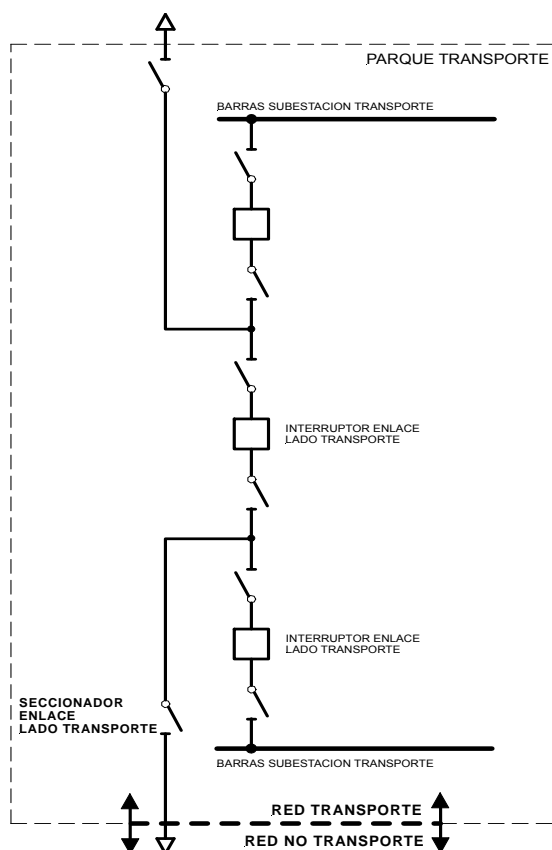 PARQUE TRANSPORTE
BARRAS SUBESTACION TRANSPORTE
INTERRUPTOR ENLACE
LADO TRANSPORTE
INTERRUPTOR ENLACE
LADO TRANSPORTE
SECCIONADOR
ENLACE
LADO TRANSPORTE
BARRAS SUBESTACION TRANSPORTE
RED TRANSPORTE
RED NO TRANSPORTE